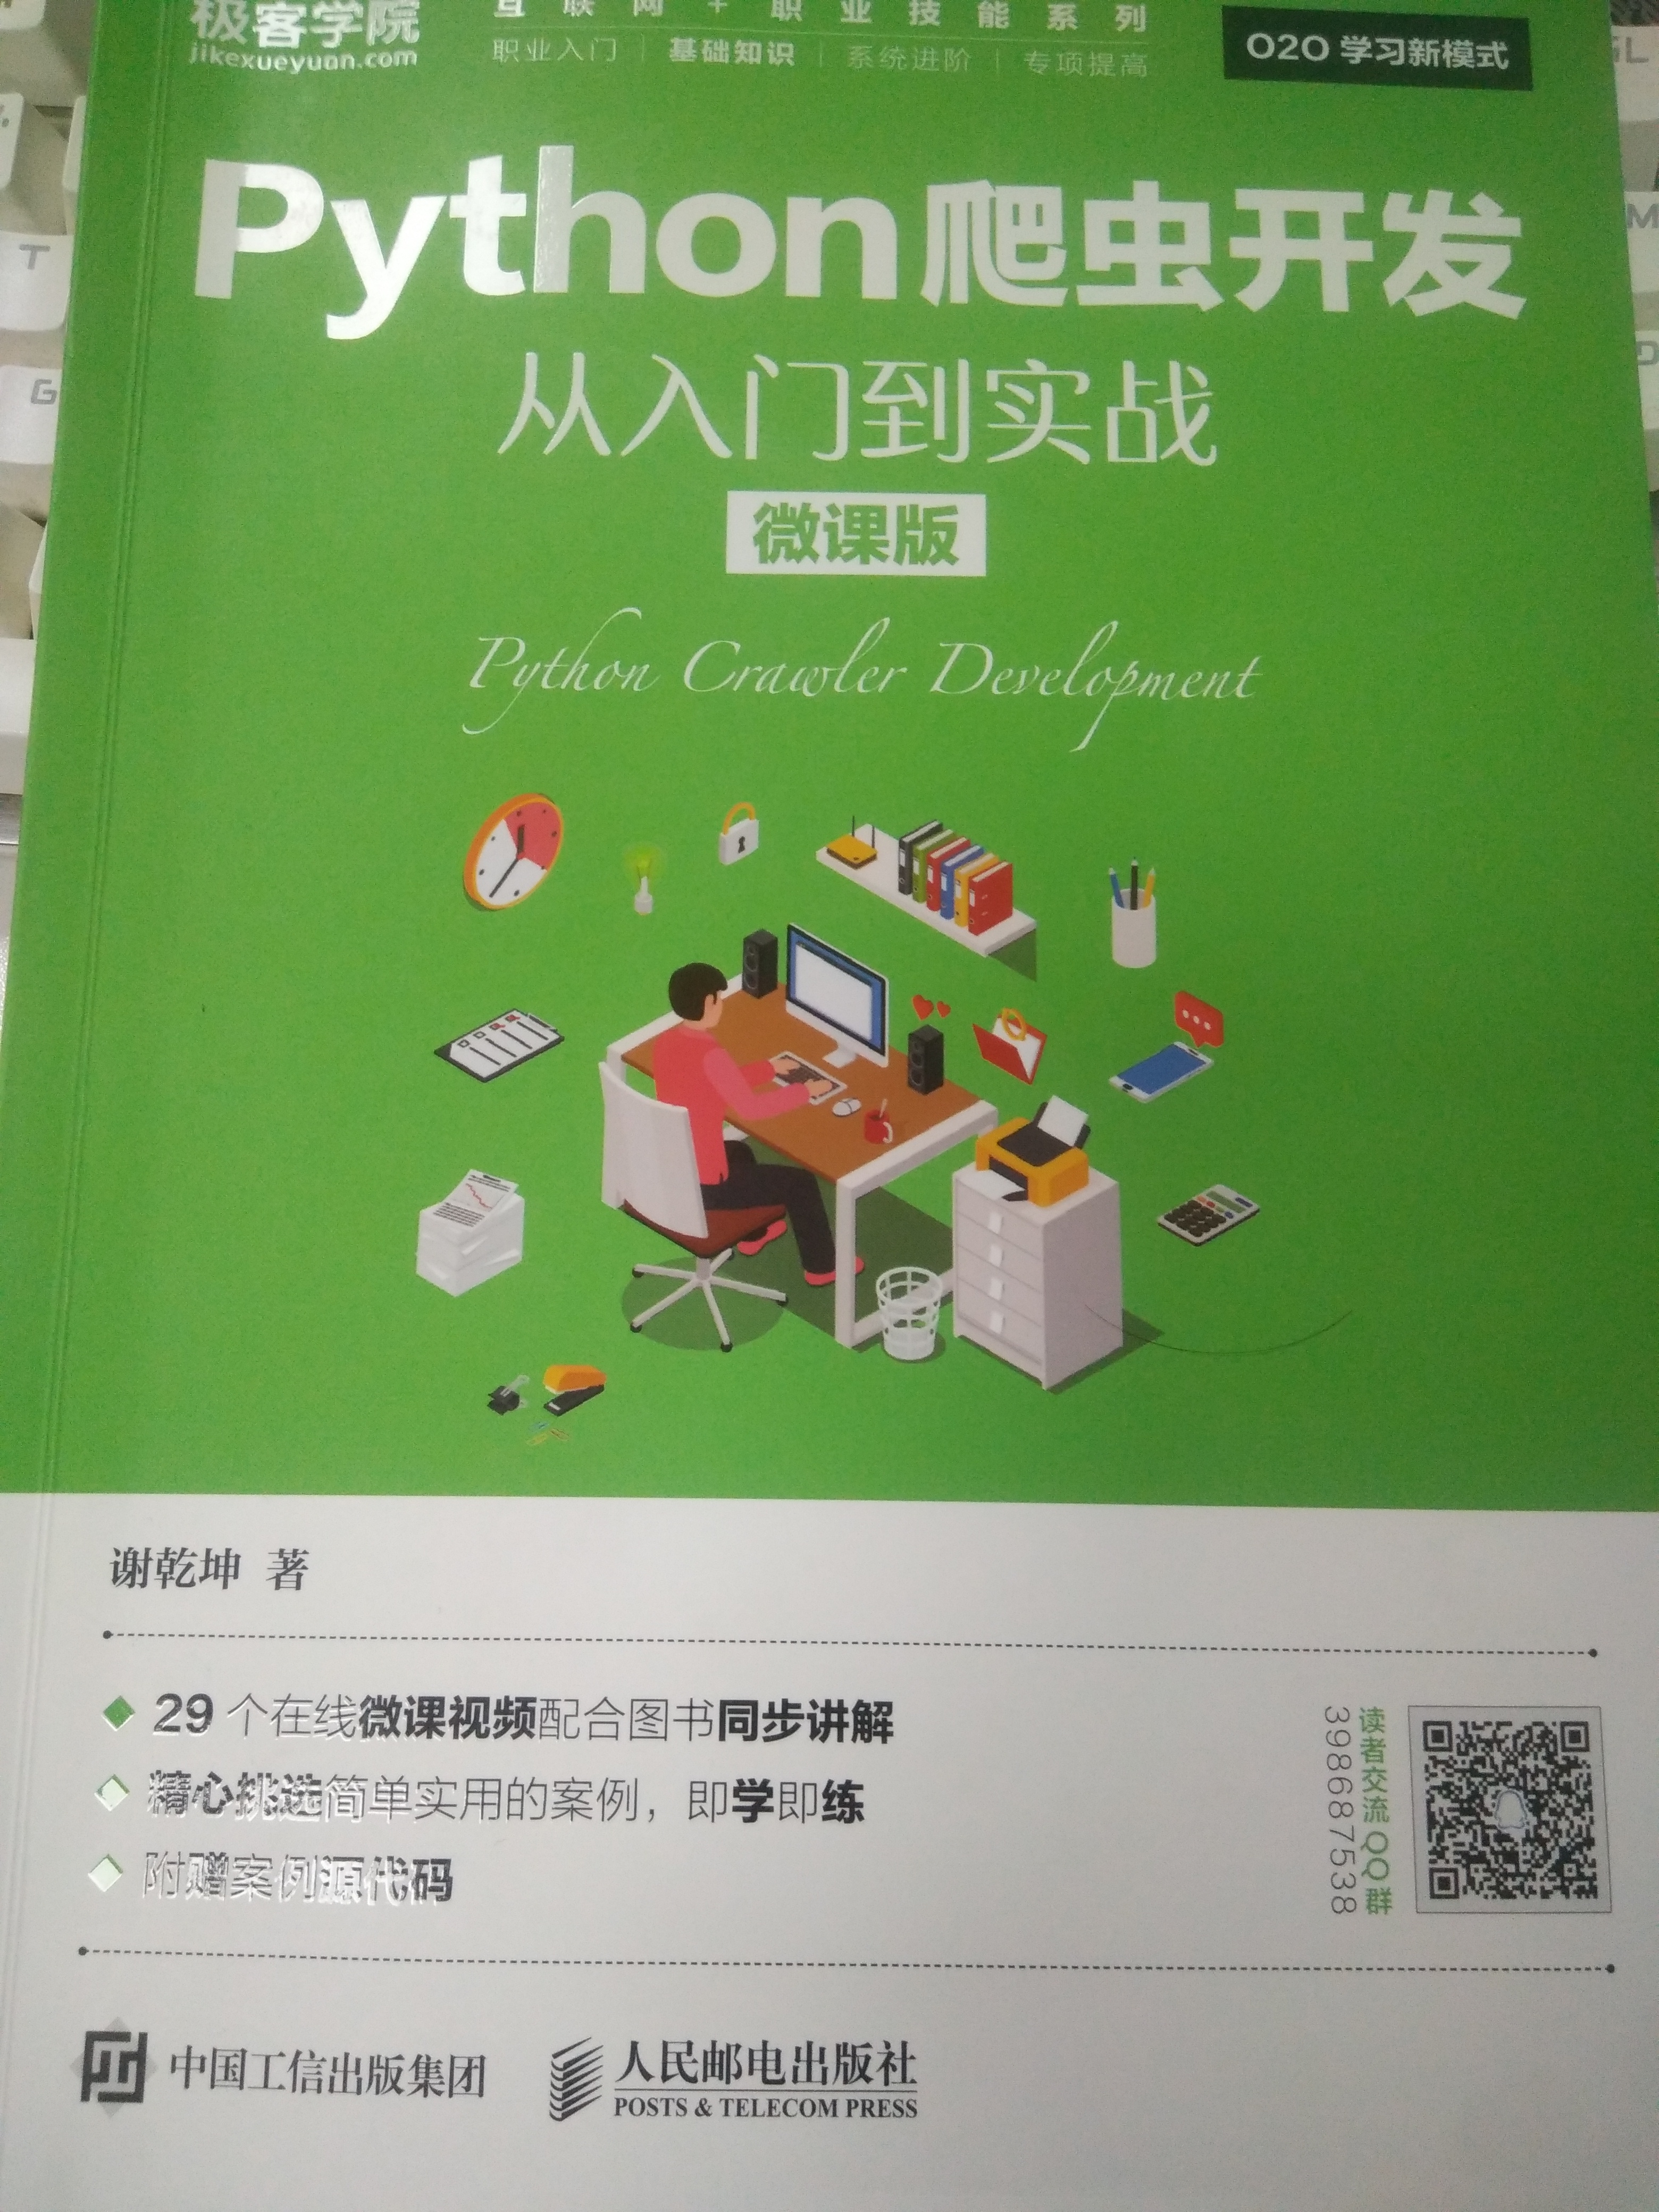 极客学院
jikexueyuan.com
互联网+职业技能系列
职业入门 | 基础知识 | 系统进阶 | 专项提高
O2O 学习新模式
Python爬虫开发
从入门到实战
微课版
Python Crawler Development
谢乾坤 著
29 个在线微课视频配合图书同步讲解
精心挑选简单实用的案例，即学即练
附赠案例源代码
读者交流QQ群
398687538
中国工信出版集团
人民邮电出版社
POSTS & TELECOM PRESS
T
G
M
D